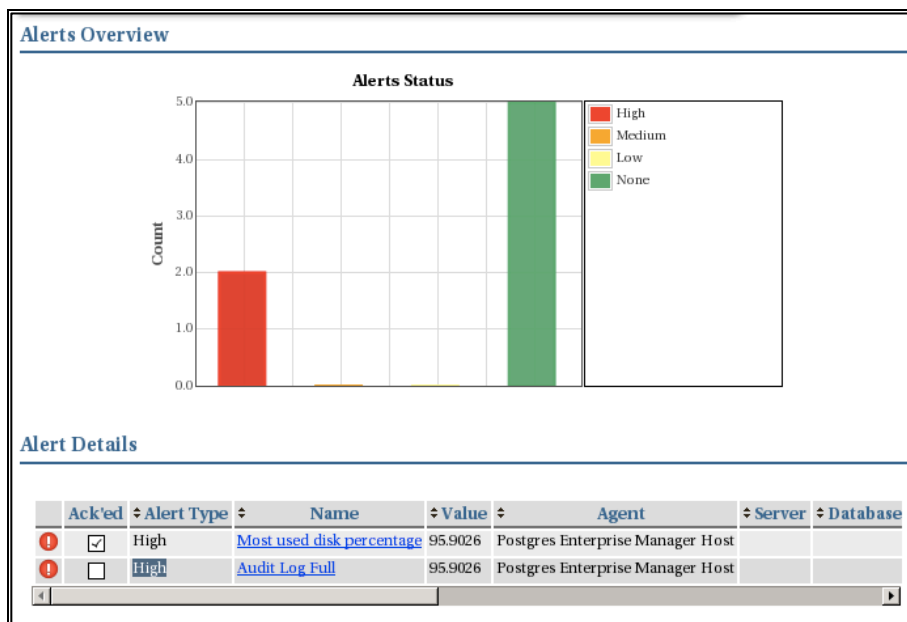 Alerts Overview
Alerts Status
5.0
4.0
3.0
2.0
1.0
0.0
Count
High
Medium
Low
None
Alert Details
Ack'ed Alert Type Name Value Agent Server Database
High Most used disk percentage 95.9026 Postgres Enterprise Manager Host
High Audit Log Full 95.9026 Postgres Enterprise Manager Host